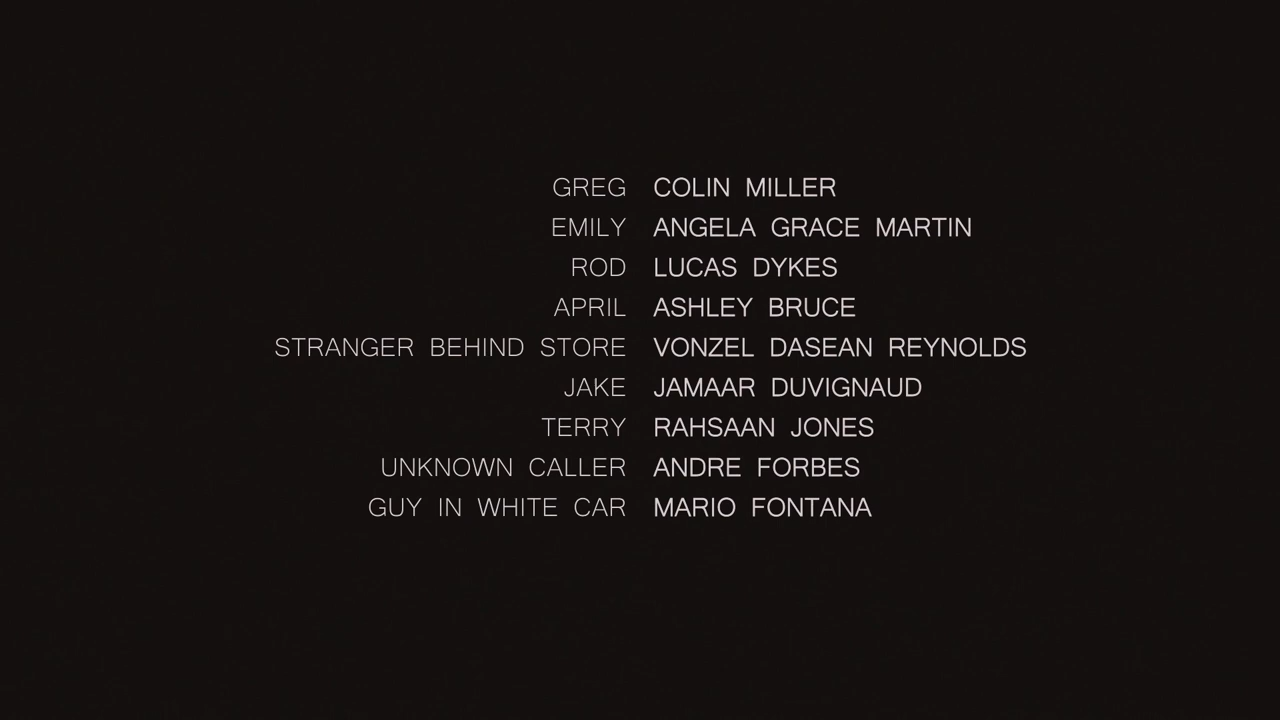 GREG COLIN MILLER
EMILY ANGELA GRACE MARTIN
ROD LUCAS DYKES
APRIL ASHLEY BRUCE
STRANGER BEHIND STORE VONZEL DASEAN REYNOLDS
JAKE JAMAAR DUVIGNAUD
TERRY RAHSAAN JONES
UNKNOWN CALLER ANDRE FORBES
GUY IN WHITE CAR MARIO FONTANA